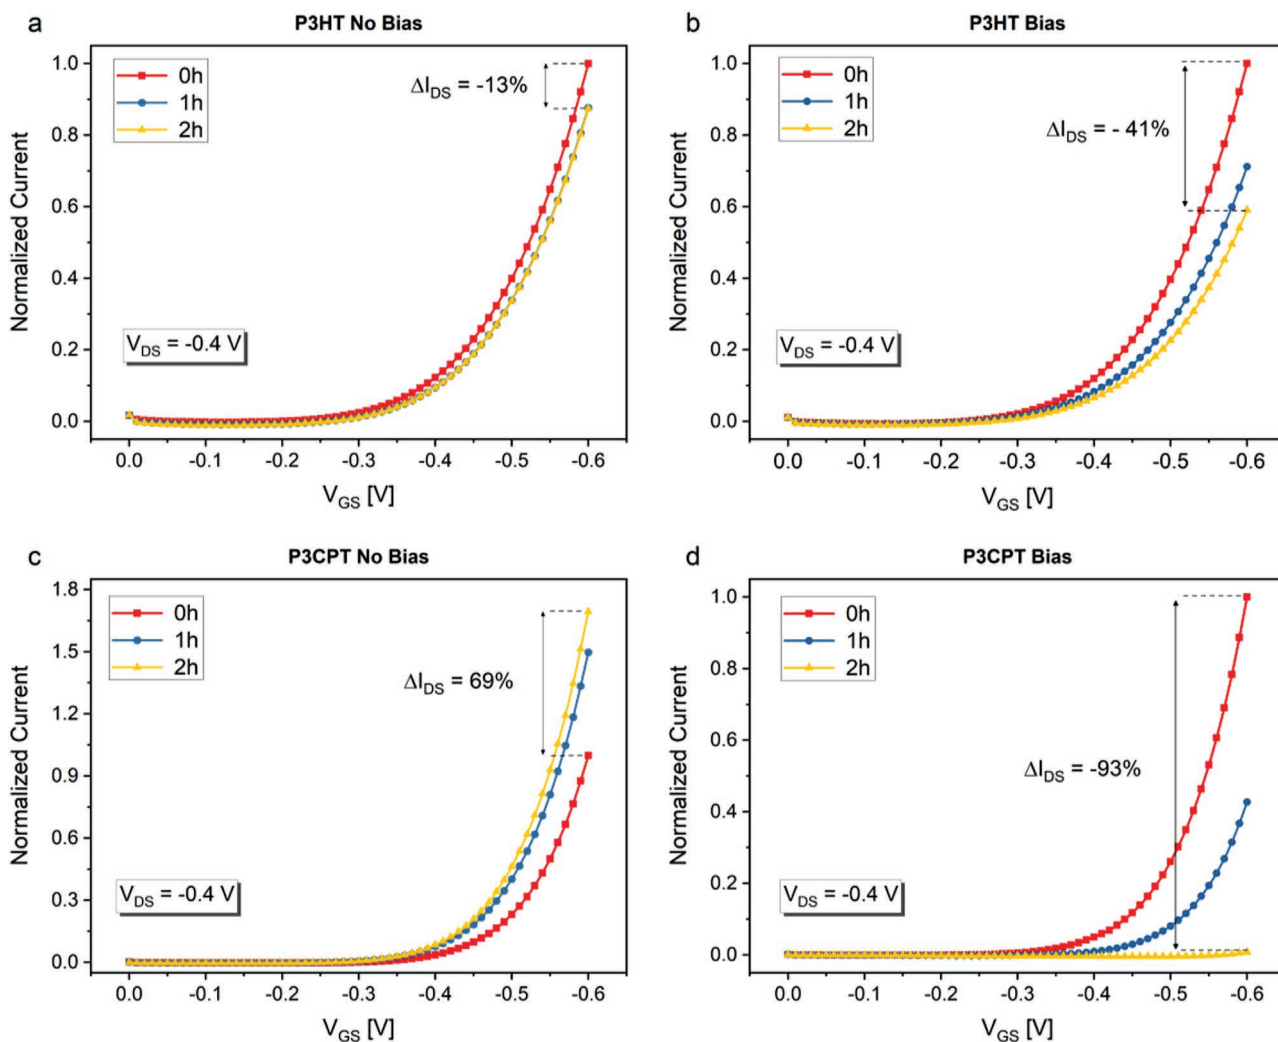 a
P3HT No Bias
0h
1h
2h
ΔI_DS = -13%
V_DS = -0.4 V
Normalized Current
1.0
0.8
0.6
0.4
0.2
0.0
0.0 -0.1 -0.2 -0.3 -0.4 -0.5 -0.6
V_GS [V]
b
P3HT Bias
0h
1h
2h
ΔI_DS = - 41%
V_DS = -0.4 V
Normalized Current
1.0
0.8
0.6
0.4
0.2
0.0
0.0 -0.1 -0.2 -0.3 -0.4 -0.5 -0.6
V_GS [V]
c
P3CPT No Bias
0h
1h
2h
ΔI_DS = 69%
V_DS = -0.4 V
Normalized Current
1.8
1.5
1.2
0.9
0.6
0.3
0.0
0.0 -0.1 -0.2 -0.3 -0.4 -0.5 -0.6
V_GS [V]
d
P3CPT Bias
0h
1h
2h
ΔI_DS = -93%
V_DS = -0.4 V
Normalized Current
1.0
0.8
0.6
0.4
0.2
0.0
0.0 -0.1 -0.2 -0.3 -0.4 -0.5 -0.6
V_GS [V]